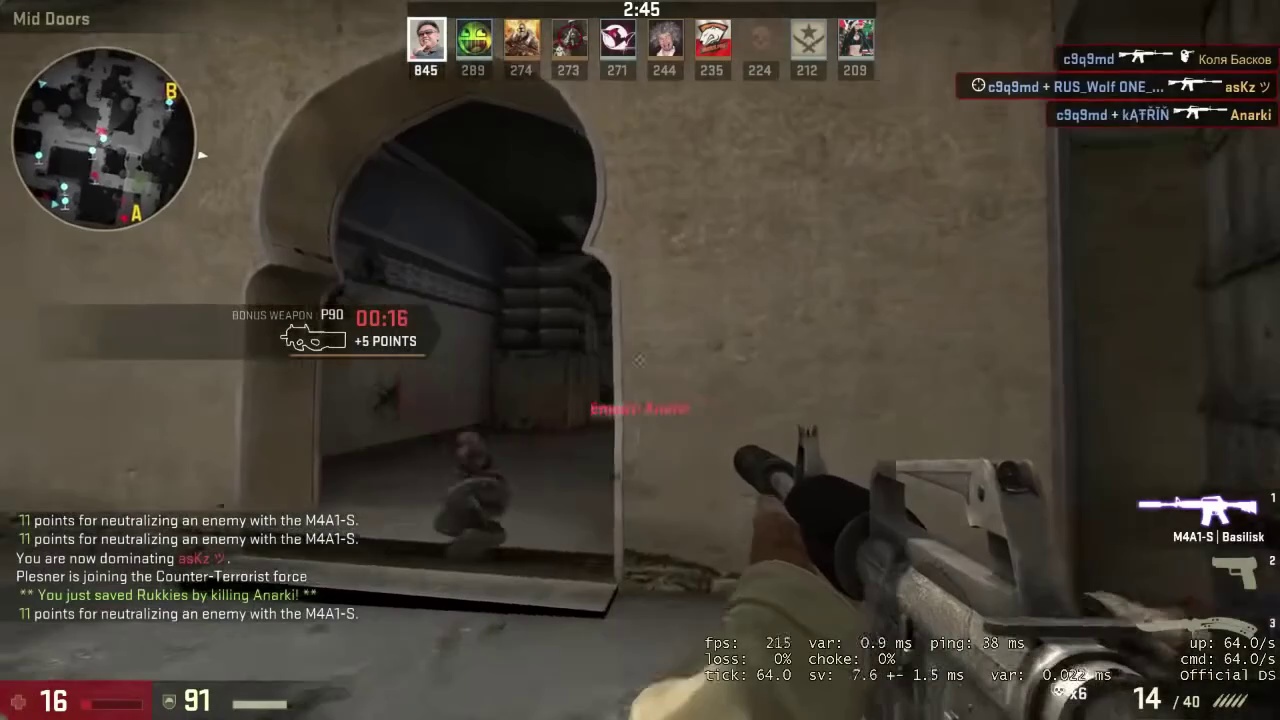 Mid Doors
2:45
845 289 274 273 271 244 235 224 212 209
c9q9md Коля Басков
c9q9md + RUS_Wolf ONE_... asKz ツ
c9q9md + kĄŦŘĪŇ Anarki
B
A
BONUS WEAPON : P90 00:16
+5 POINTS
Enemy: Anarki
11 points for neutralizing an enemy with the M4A1-S.
11 points for neutralizing an enemy with the M4A1-S.
You are now dominating asKz ツ.
Plesner is joining the Counter-Terrorist force
** You just saved Rukkies by killing Anarki! **
11 points for neutralizing an enemy with the M4A1-S.
1
M4A1-S | Basilisk
2
3
fps: 215 var: 0.9 ms ping: 38 ms up: 64.0/s
loss: 0% choke: 0% cmd: 64.0/s
tick: 64.0 sv: 7.6 +- 1.5 ms var: 0.022 ms Official DS
16 91 x6 14 / 40